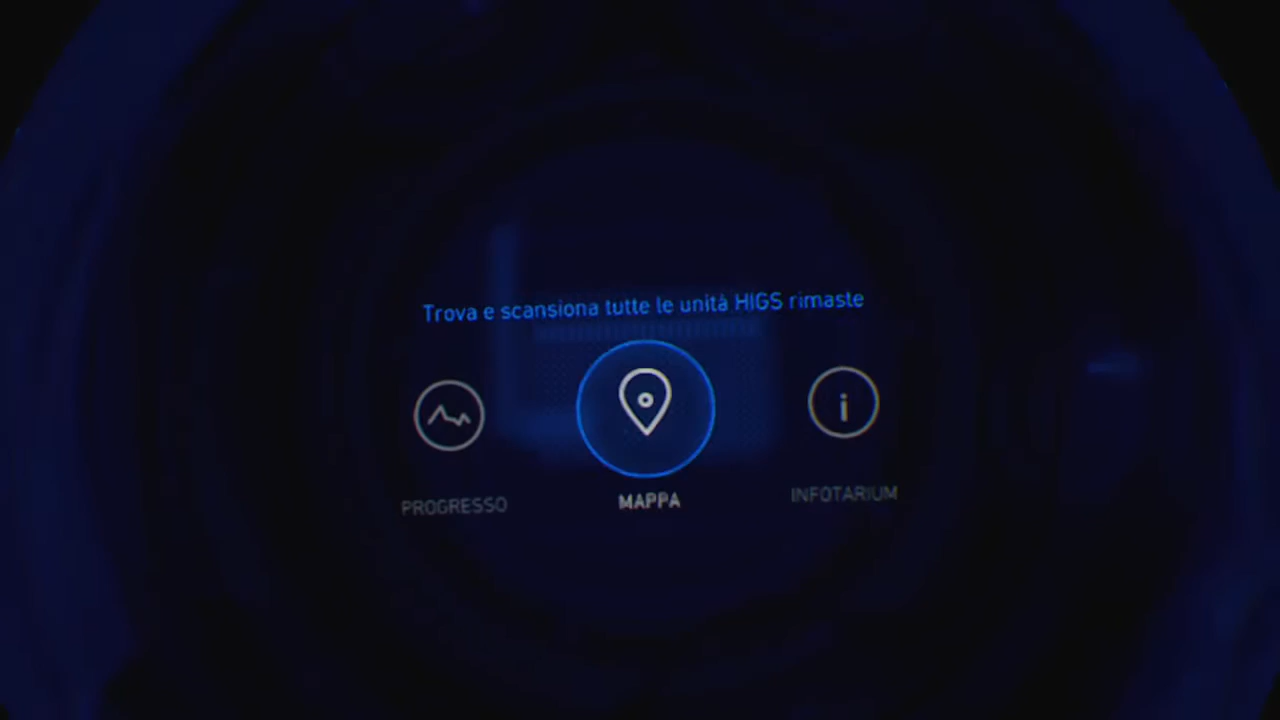 Trova e scansiona tutte le unità HIGS rimaste
PROGRESSO
MAPPA
INFOTARIUM